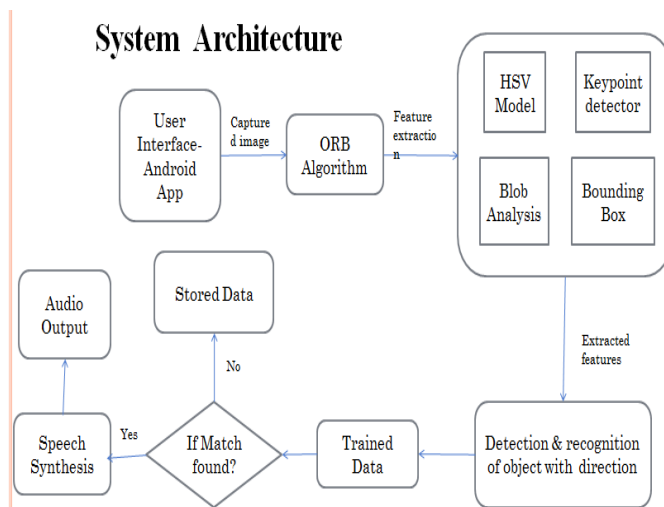 System Architecture
User
Interface-
Android
App
Capture
d image
ORB
Algorithm
Feature
extractio
n
HSV
Model
Keypoint
detector
Blob
Analysis
Bounding
Box
Extracted
features
Detection & recognition
of object with direction
Trained
Data
If Match
found?
No
Stored Data
Yes
Speech
Synthesis
Audio
Output